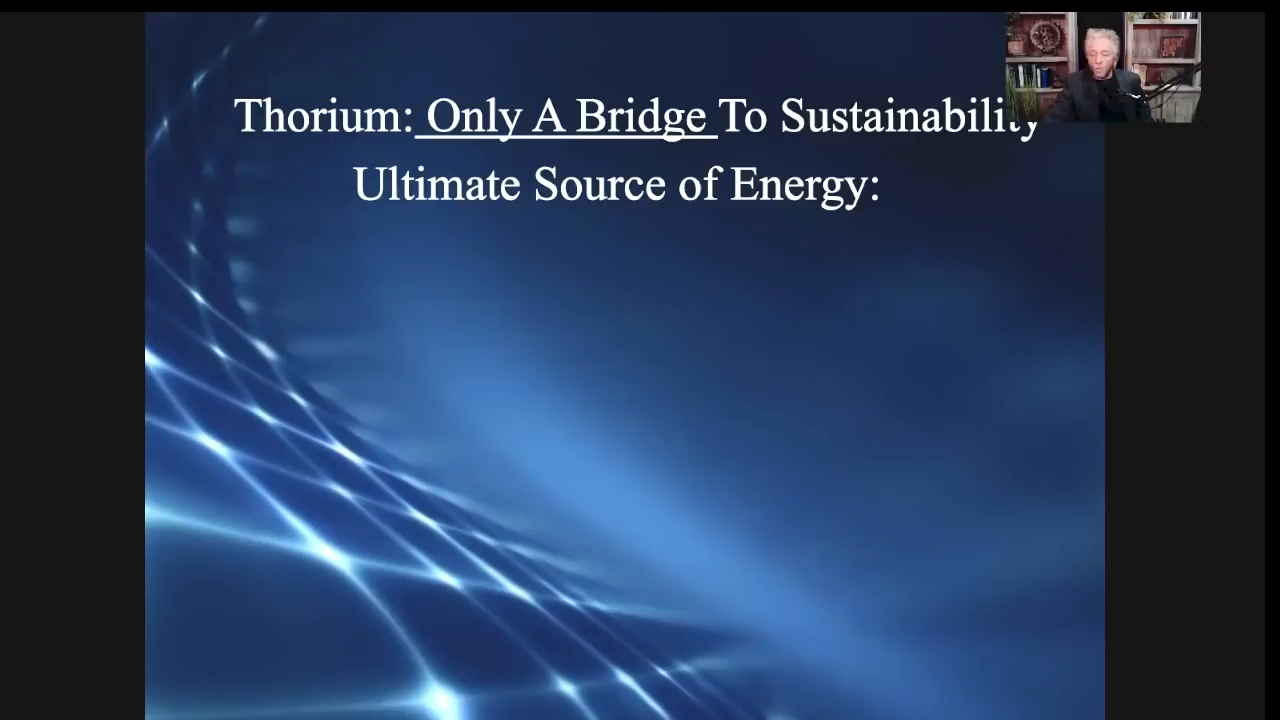 Thorium: Only A Bridge To Sustainability
Ultimate Source of Energy: